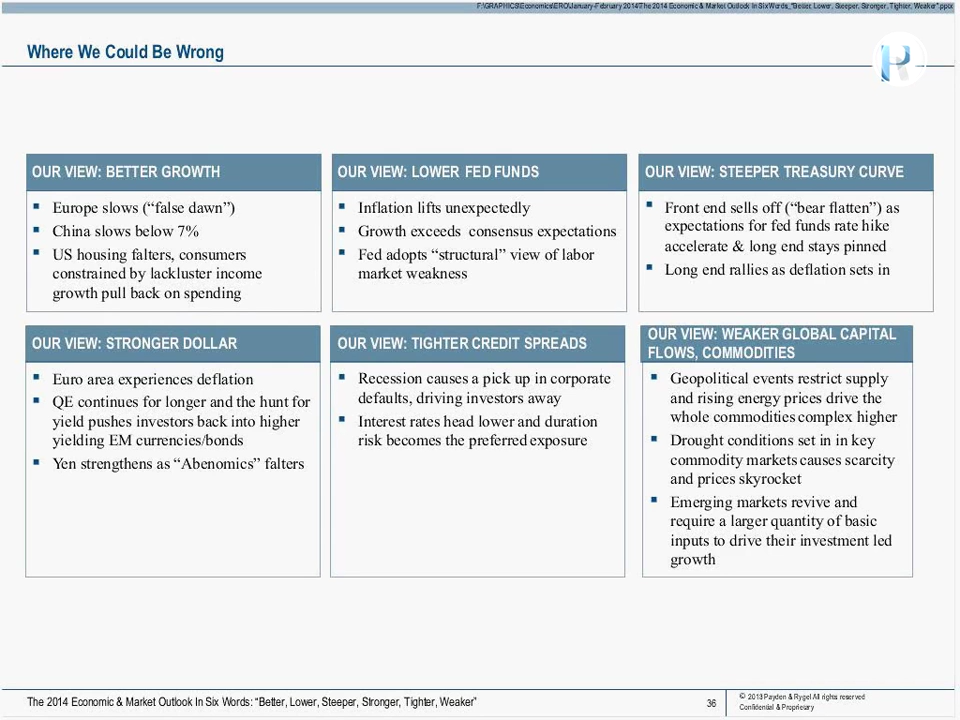 F:\GRAPHICS\Economics\ERO\January-February 2014\The 2014 Economic & Market Outlook In Six Words_"Better, Lower, Steeper, Stronger, Tighter, Weaker".pptx
Where We Could Be Wrong
OUR VIEW: BETTER GROWTH
▪ Europe slows (“false dawn”)
▪ China slows below 7%
▪ US housing falters, consumers
constrained by lackluster income
growth pull back on spending
OUR VIEW: LOWER FED FUNDS
▪ Inflation lifts unexpectedly
▪ Growth exceeds consensus expectations
▪ Fed adopts “structural” view of labor
market weakness
OUR VIEW: STEEPER TREASURY CURVE
▪ Front end sells off (“bear flatten”) as
expectations for fed funds rate hike
accelerate & long end stays pinned
▪ Long end rallies as deflation sets in
OUR VIEW: STRONGER DOLLAR
▪ Euro area experiences deflation
▪ QE continues for longer and the hunt for
yield pushes investors back into higher
yielding EM currencies/bonds
▪ Yen strengthens as “Abenomics” falters
OUR VIEW: TIGHTER CREDIT SPREADS
▪ Recession causes a pick up in corporate
defaults, driving investors away
▪ Interest rates head lower and duration
risk becomes the preferred exposure
OUR VIEW: WEAKER GLOBAL CAPITAL
FLOWS, COMMODITIES
▪ Geopolitical events restrict supply
and rising energy prices drive the
whole commodities complex higher
▪ Drought conditions set in in key
commodity markets causes scarcity
and prices skyrocket
▪ Emerging markets revive and
require a larger quantity of basic
inputs to drive their investment led
growth
The 2014 Economic & Market Outlook In Six Words: “Better, Lower, Steeper, Stronger, Tighter, Weaker”
36
© 2013 Payden & Rygel All rights reserved
Confidential & Proprietary